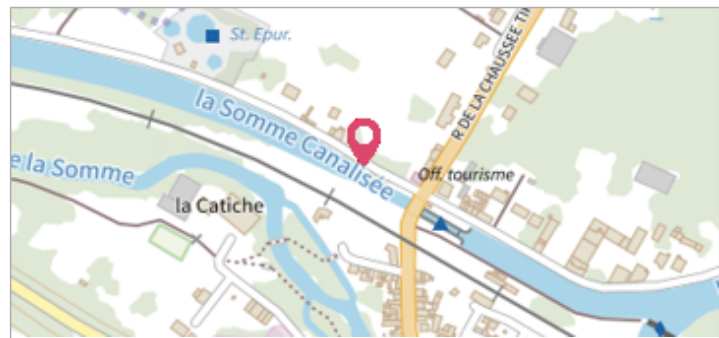 St. Epur.
R DE LA CHAUSSEE TI
la Somme Canalisée
Off. tourisme
e la Somme
la Catiche